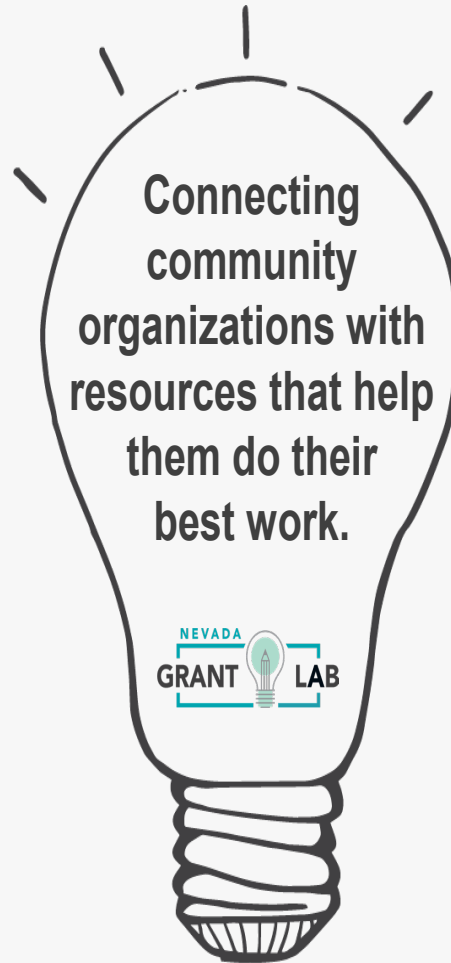 Connecting
community
organizations with
resources that help
them do their
best work.
NEVADA
GRANT LAB